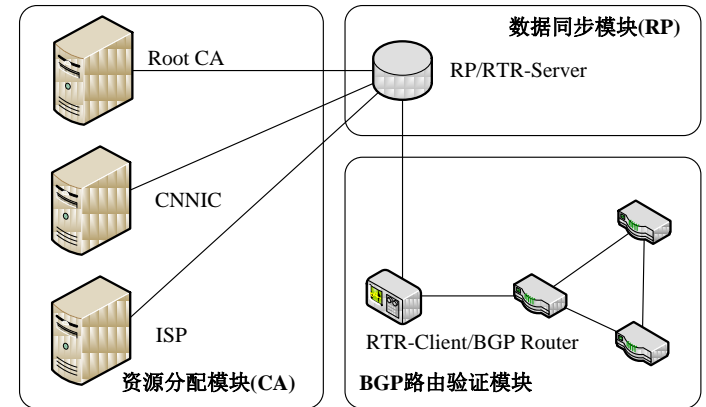 Root CA
CNNIC
ISP
资源分配模块(CA)
数据同步模块(RP)
RP/RTR-Server
RTR-Client/BGP Router
BGP路由验证模块